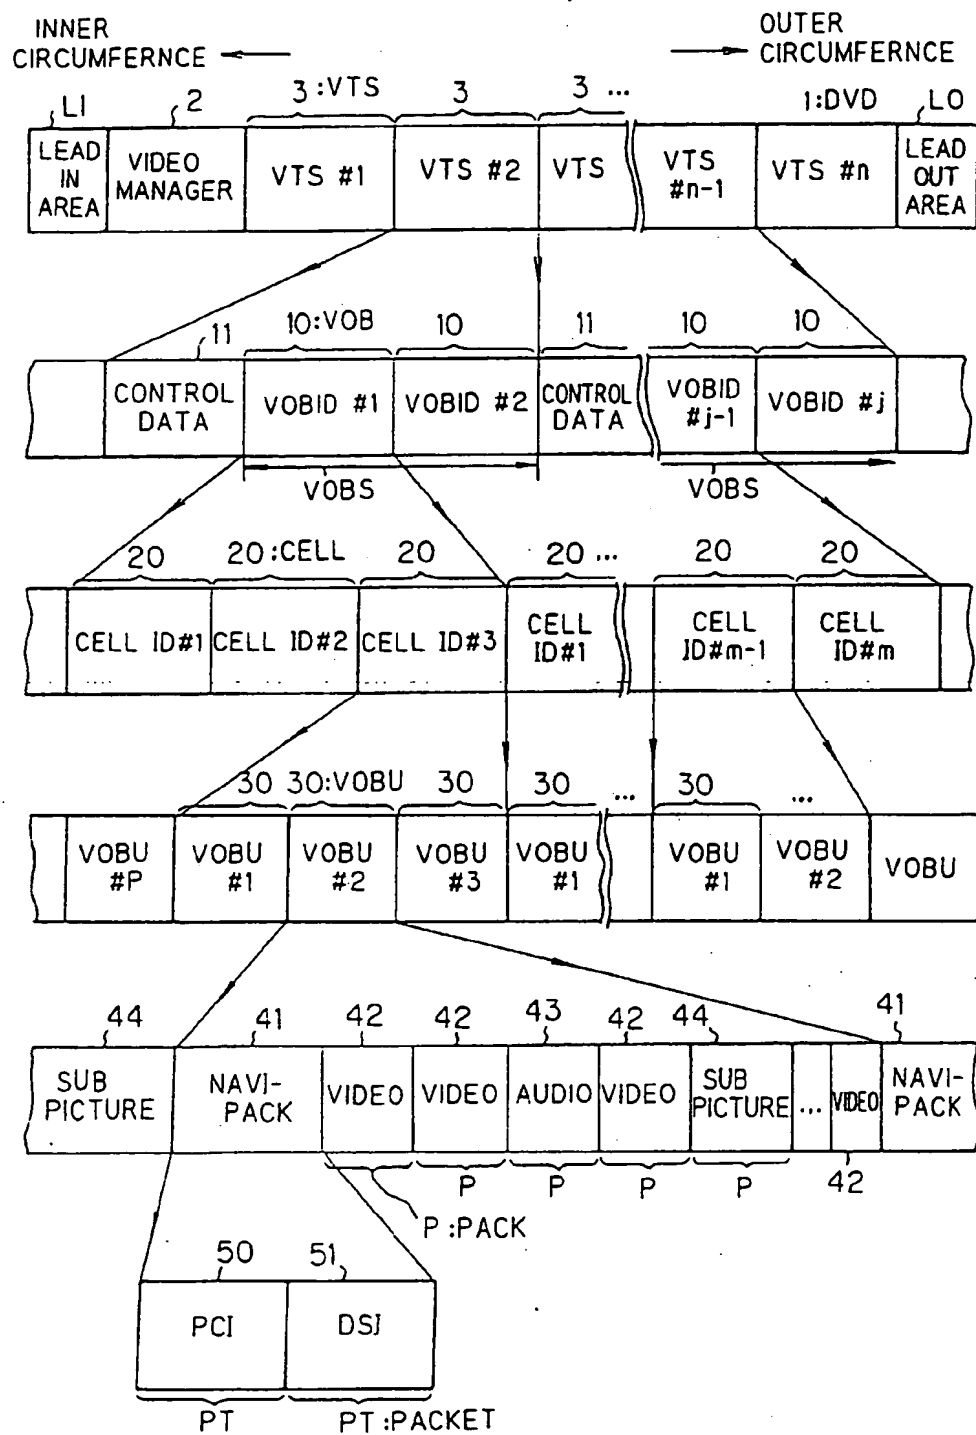 INNER CIRCUMFERNCE
OUTER CIRCUMFERNCE
LI 2 3 :VTS 3 3 ... 1:DVD LO
LEAD IN AREA
VIDEO MANAGER
VTS #1
VTS #2
VTS
VTS #n-1
VTS #n
LEAD OUT AREA
11 10:VOB 10 11 10 10
CONTROL DATA
VOBID #1
VOBID #2
CONTROL DATA
VOBID #j-1
VOBID #j
VOBS VOBS
20 20:CELL 20 20 ... 20 20
CELL ID#1
CELL ID#2
CELL ID#3
CELL ID#1
CELL ID#m-1
CELL ID#m
30 30:VOBU 30 30 ... 30 ...
VOBU #P
VOBU #1
VOBU #2
VOBU #3
VOBU #1
VOBU #1
VOBU #2
VOBU
44 41 42 42 43 42 44 41
SUB PICTURE
NAVI-PACK
VIDEO
VIDEO
AUDIO
VIDEO
SUB PICTURE
...
VIDEO
NAVI-PACK
P P P P 42
P :PACK
50 51
PCI DSI
PT PT :PACKET